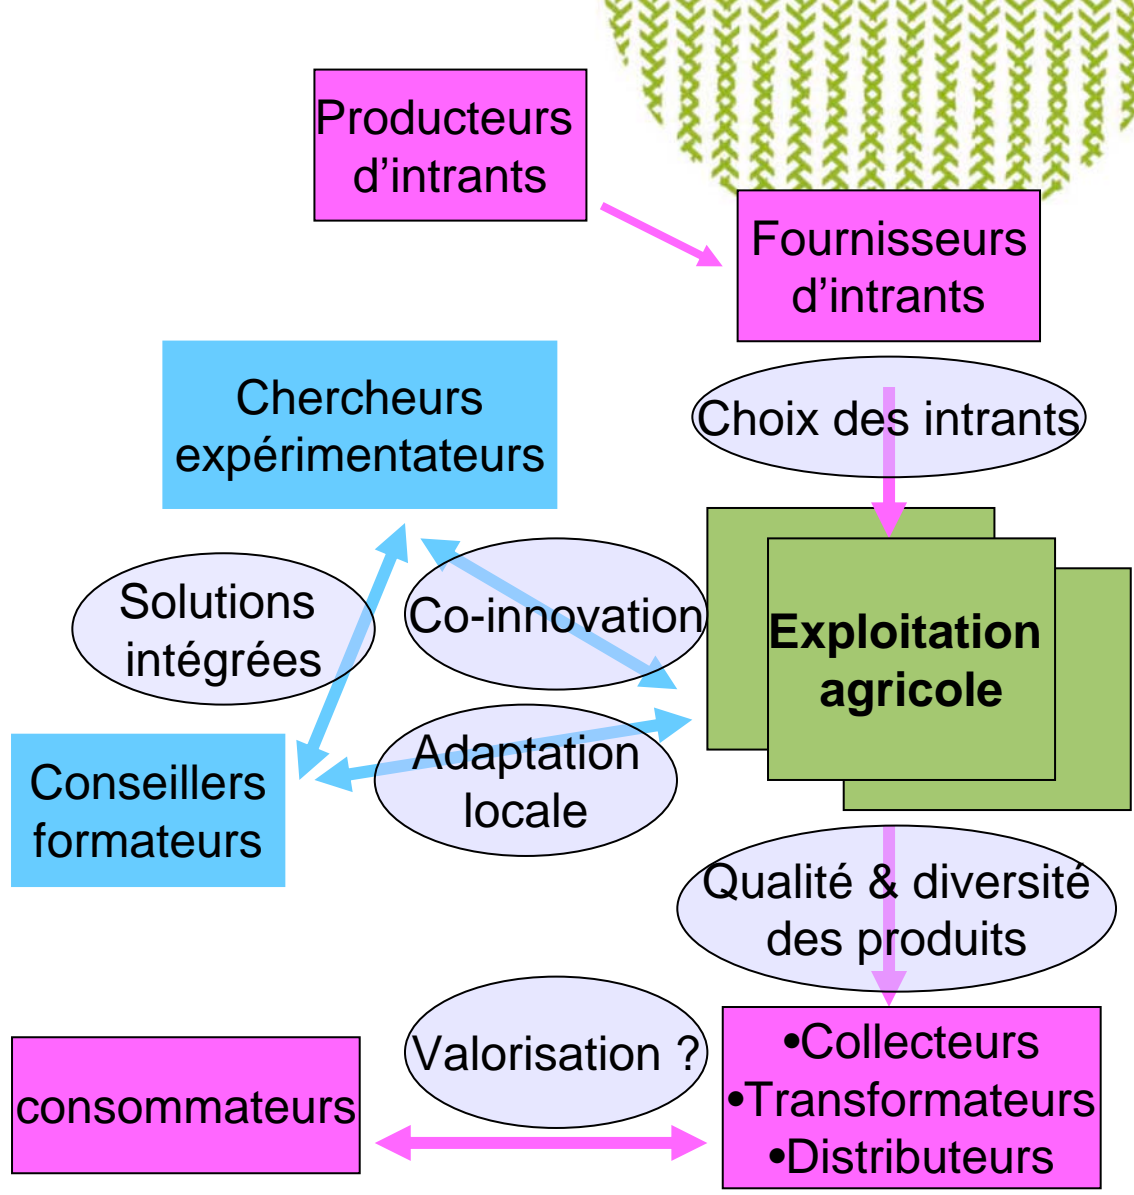 Producteurs
d’intrants
Fournisseurs
d’intrants
Chercheurs
expérimentateurs
Choix des intrants
Solutions
intégrées
Co-innovation
Exploitation
agricole
Adaptation
locale
Conseillers
formateurs
Qualité & diversité
des produits
Valorisation ?
consommateurs
•Collecteurs
•Transformateurs
•Distributeurs